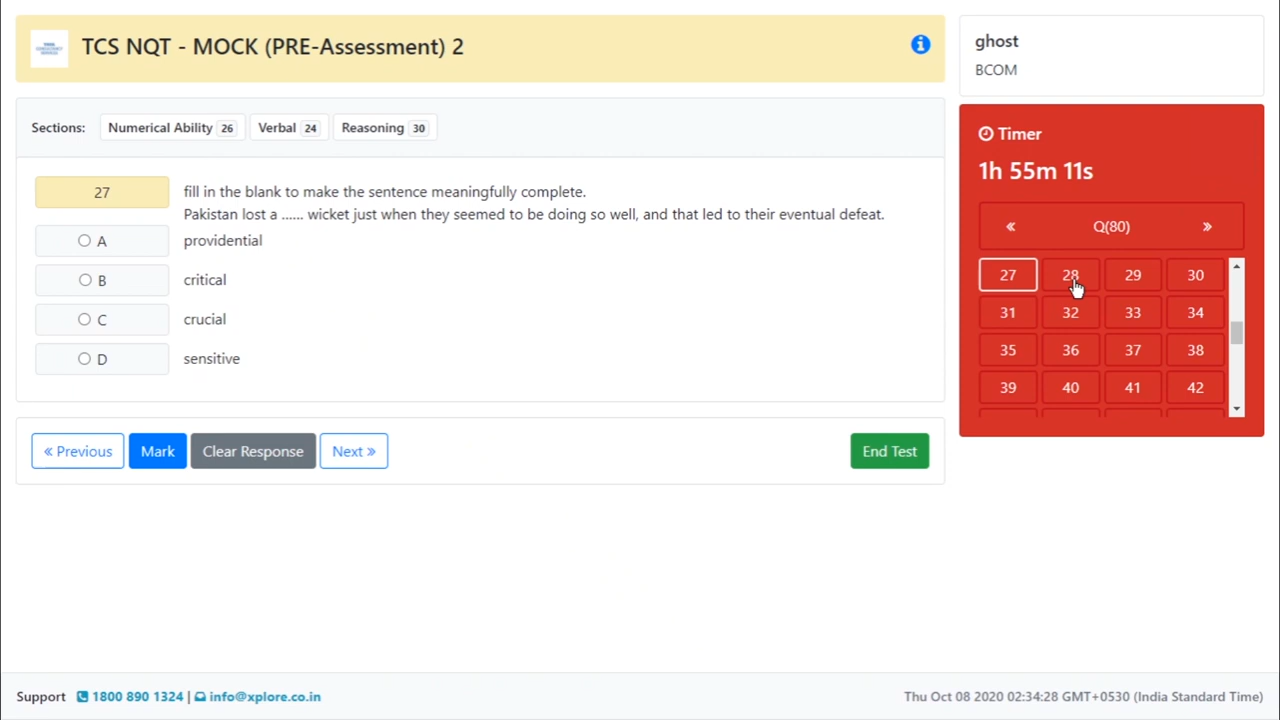 TCS NQT - MOCK (PRE-Assessment) 2
ghost
BCOM
Sections: Numerical Ability 26 Verbal 24 Reasoning 30
Timer
1h 55m 11s
27 fill in the blank to make the sentence meaningfully complete.
Pakistan lost a ...... wicket just when they seemed to be doing so well, and that led to their eventual defeat.
A providential
B critical
C crucial
D sensitive
« Q(80) »
27 28 29 30
31 32 33 34
35 36 37 38
39 40 41 42
« Previous Mark Clear Response Next » End Test
Support 1800 890 1324 | info@xplore.co.in
Thu Oct 08 2020 02:34:28 GMT+0530 (India Standard Time)